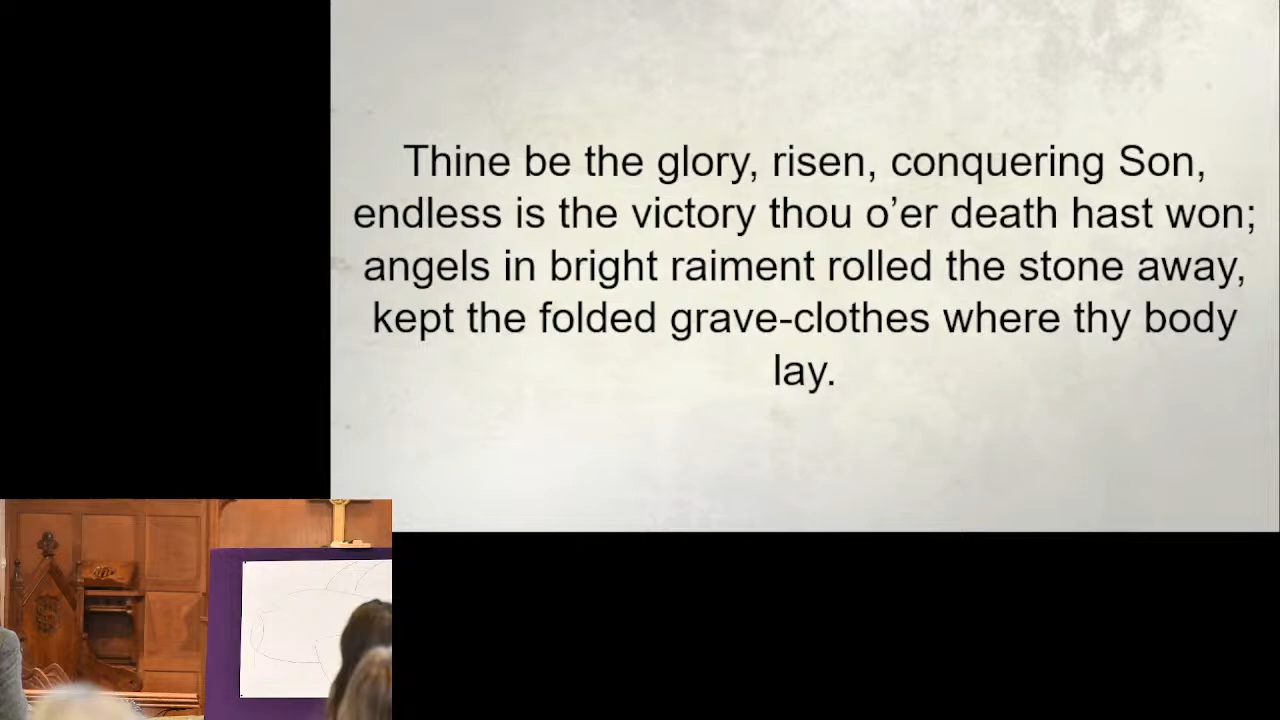 Thine be the glory, risen, conquering Son,
endless is the victory thou o’er death hast won;
angels in bright raiment rolled the stone away,
kept the folded grave-clothes where thy body
lay.